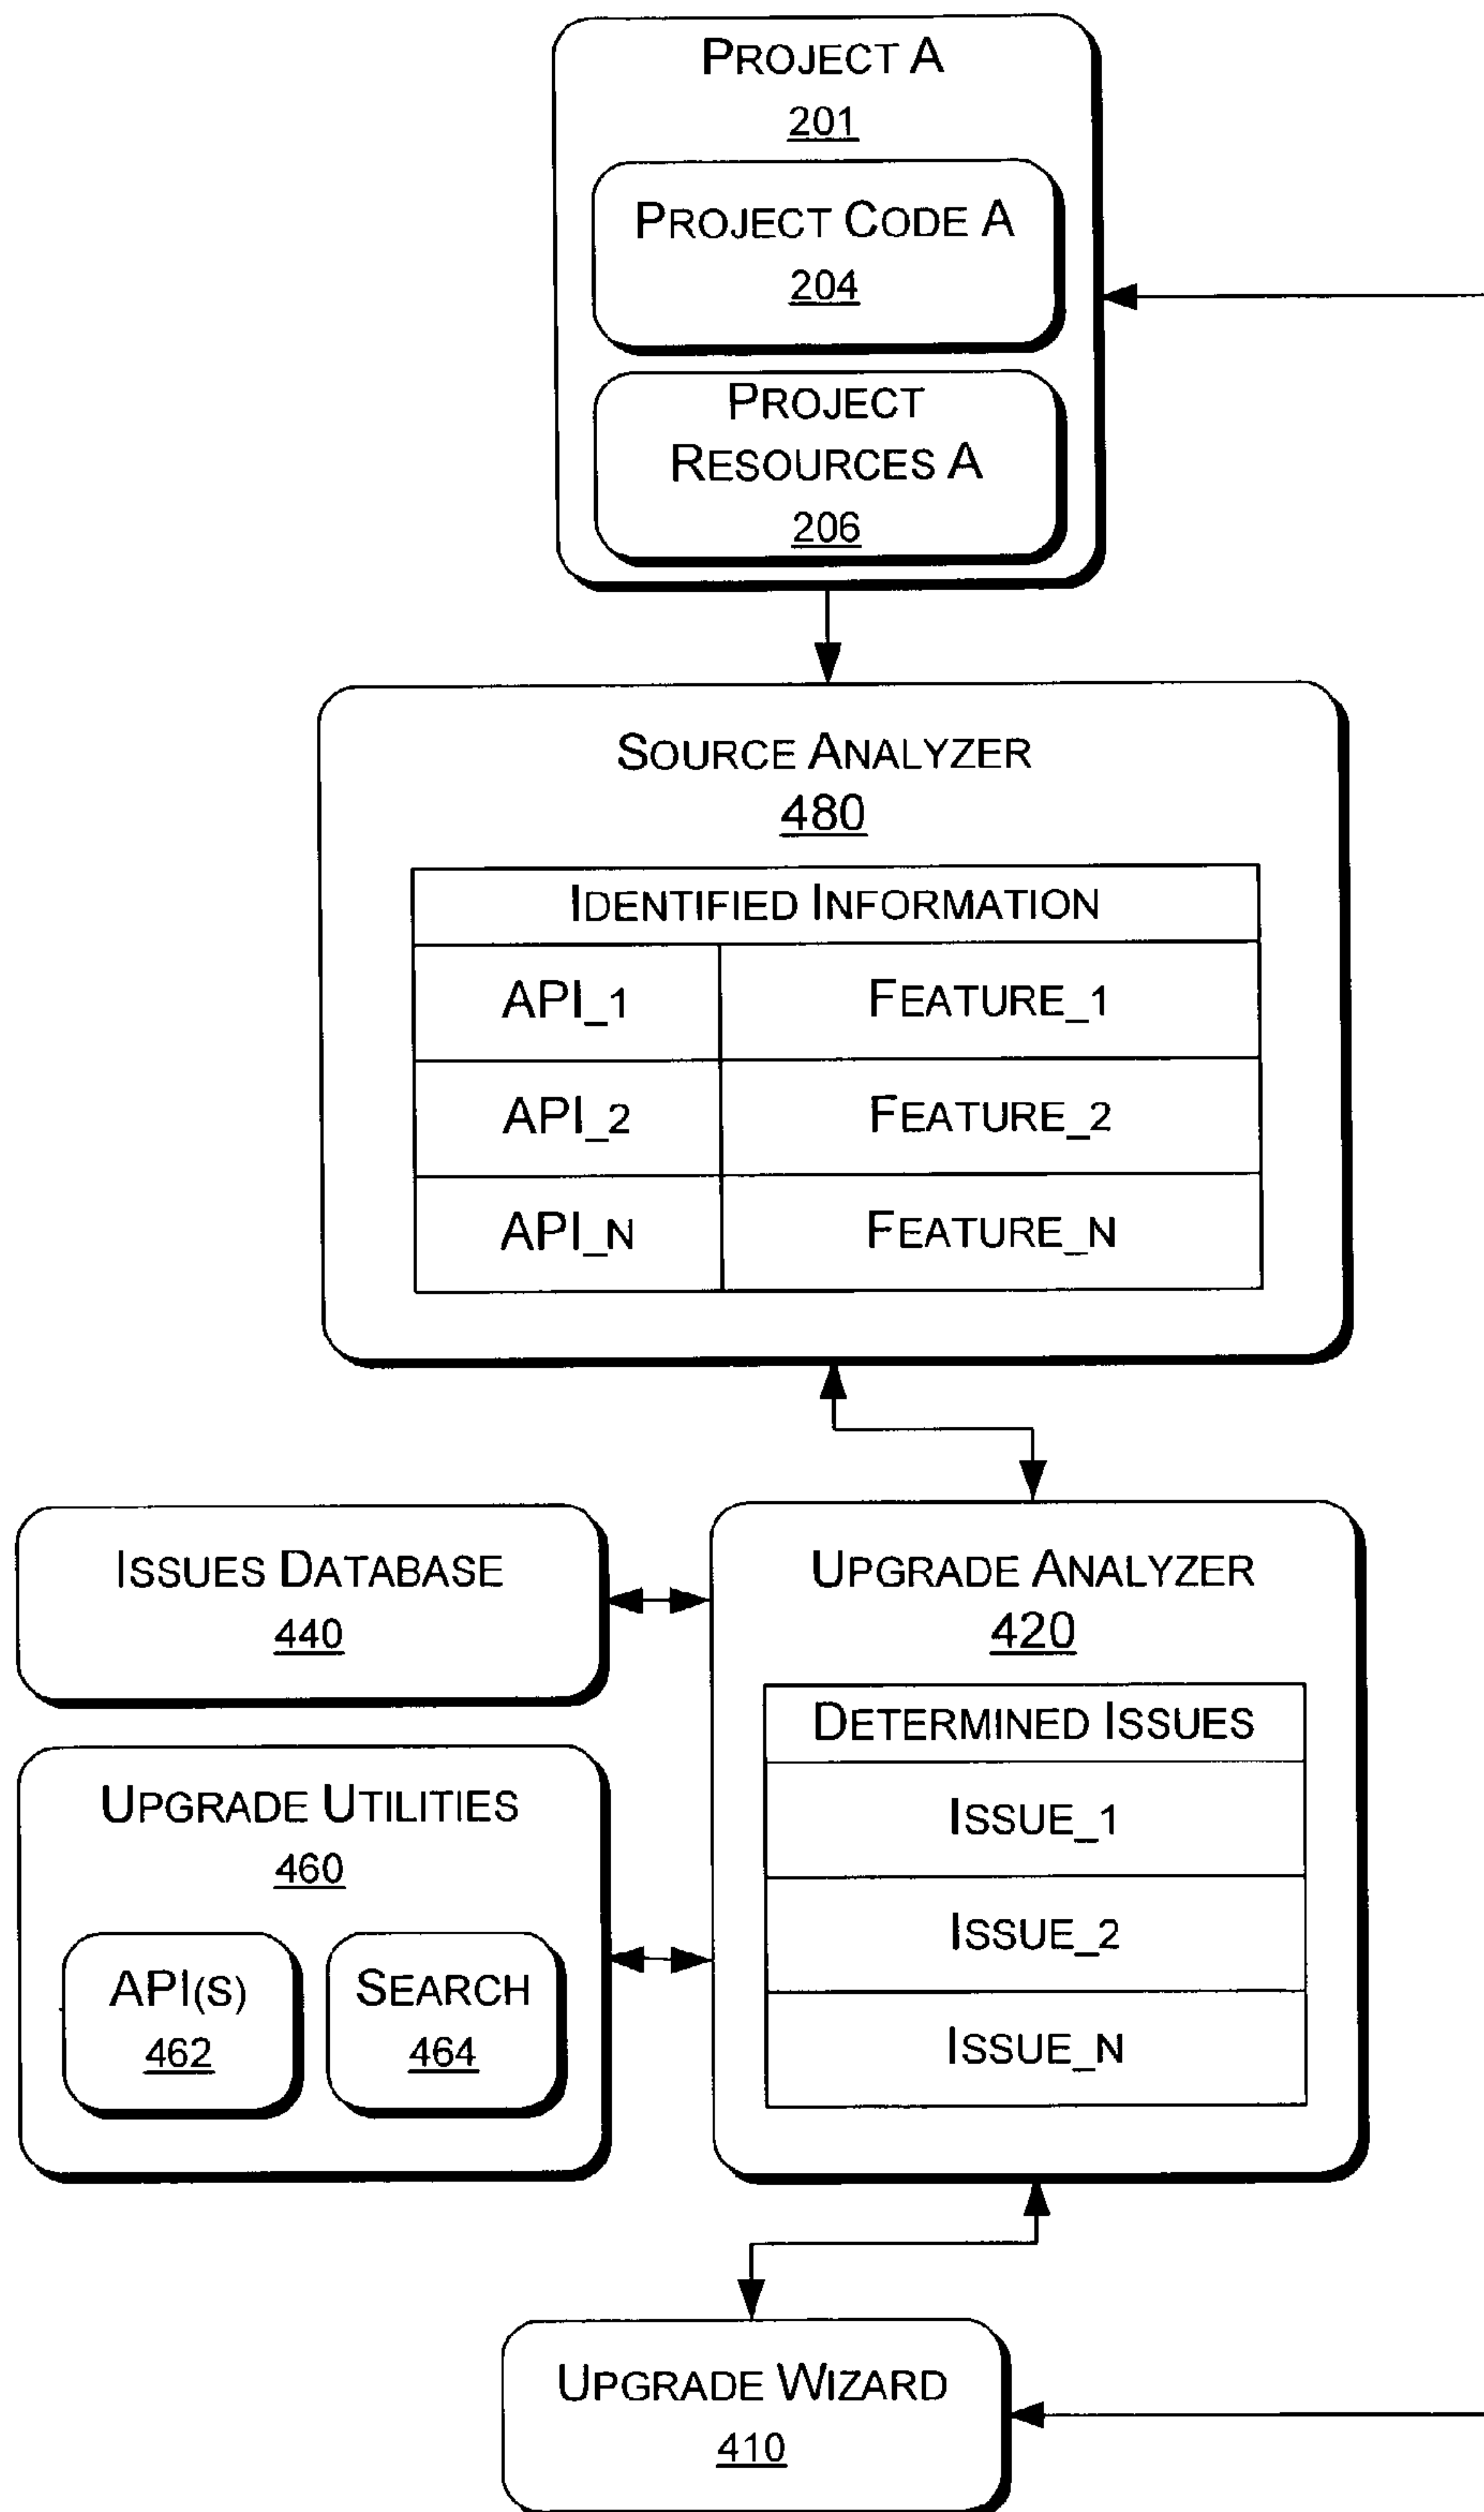 PROJECT A
201
PROJECT CODE A
204
PROJECT
RESOURCES A
206
SOURCE ANALYZER
480
IDENTIFIED INFORMATION
API_1 FEATURE_1
API_2 FEATURE_2
API_N FEATURE_N
ISSUES DATABASE
440
UPGRADE UTILITIES
460
API(S)
462
SEARCH
464
UPGRADE ANALYZER
420
DETERMINED ISSUES
ISSUE_1
ISSUE_2
ISSUE_N
UPGRADE WIZARD
410